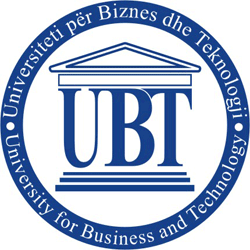 Universiteti për Biznes dhe Teknologji
UBT
University for Business and Technology